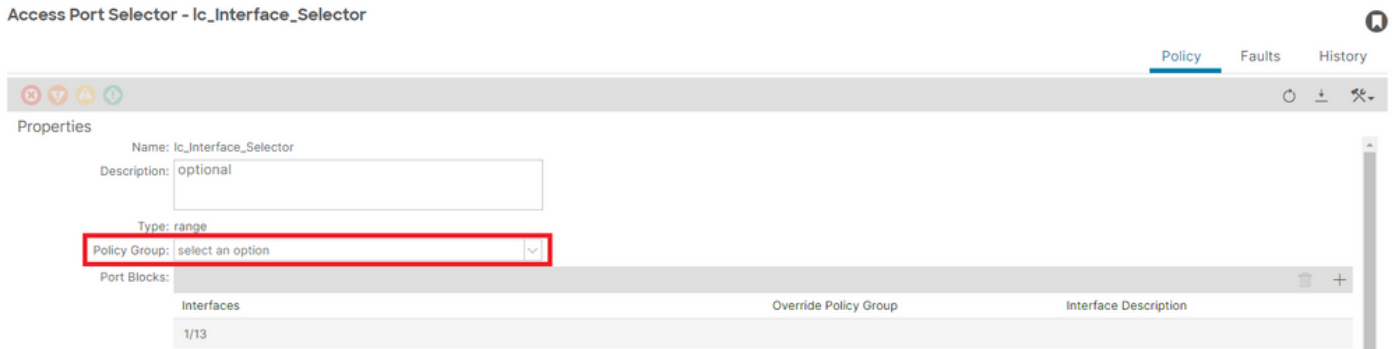 Access Port Selector - lc_Interface_Selector
Policy Faults History
Properties
Name: lc_Interface_Selector
Description: optional
Type: range
Policy Group: select an option
Port Blocks:
Interfaces Override Policy Group Interface Description
1/13